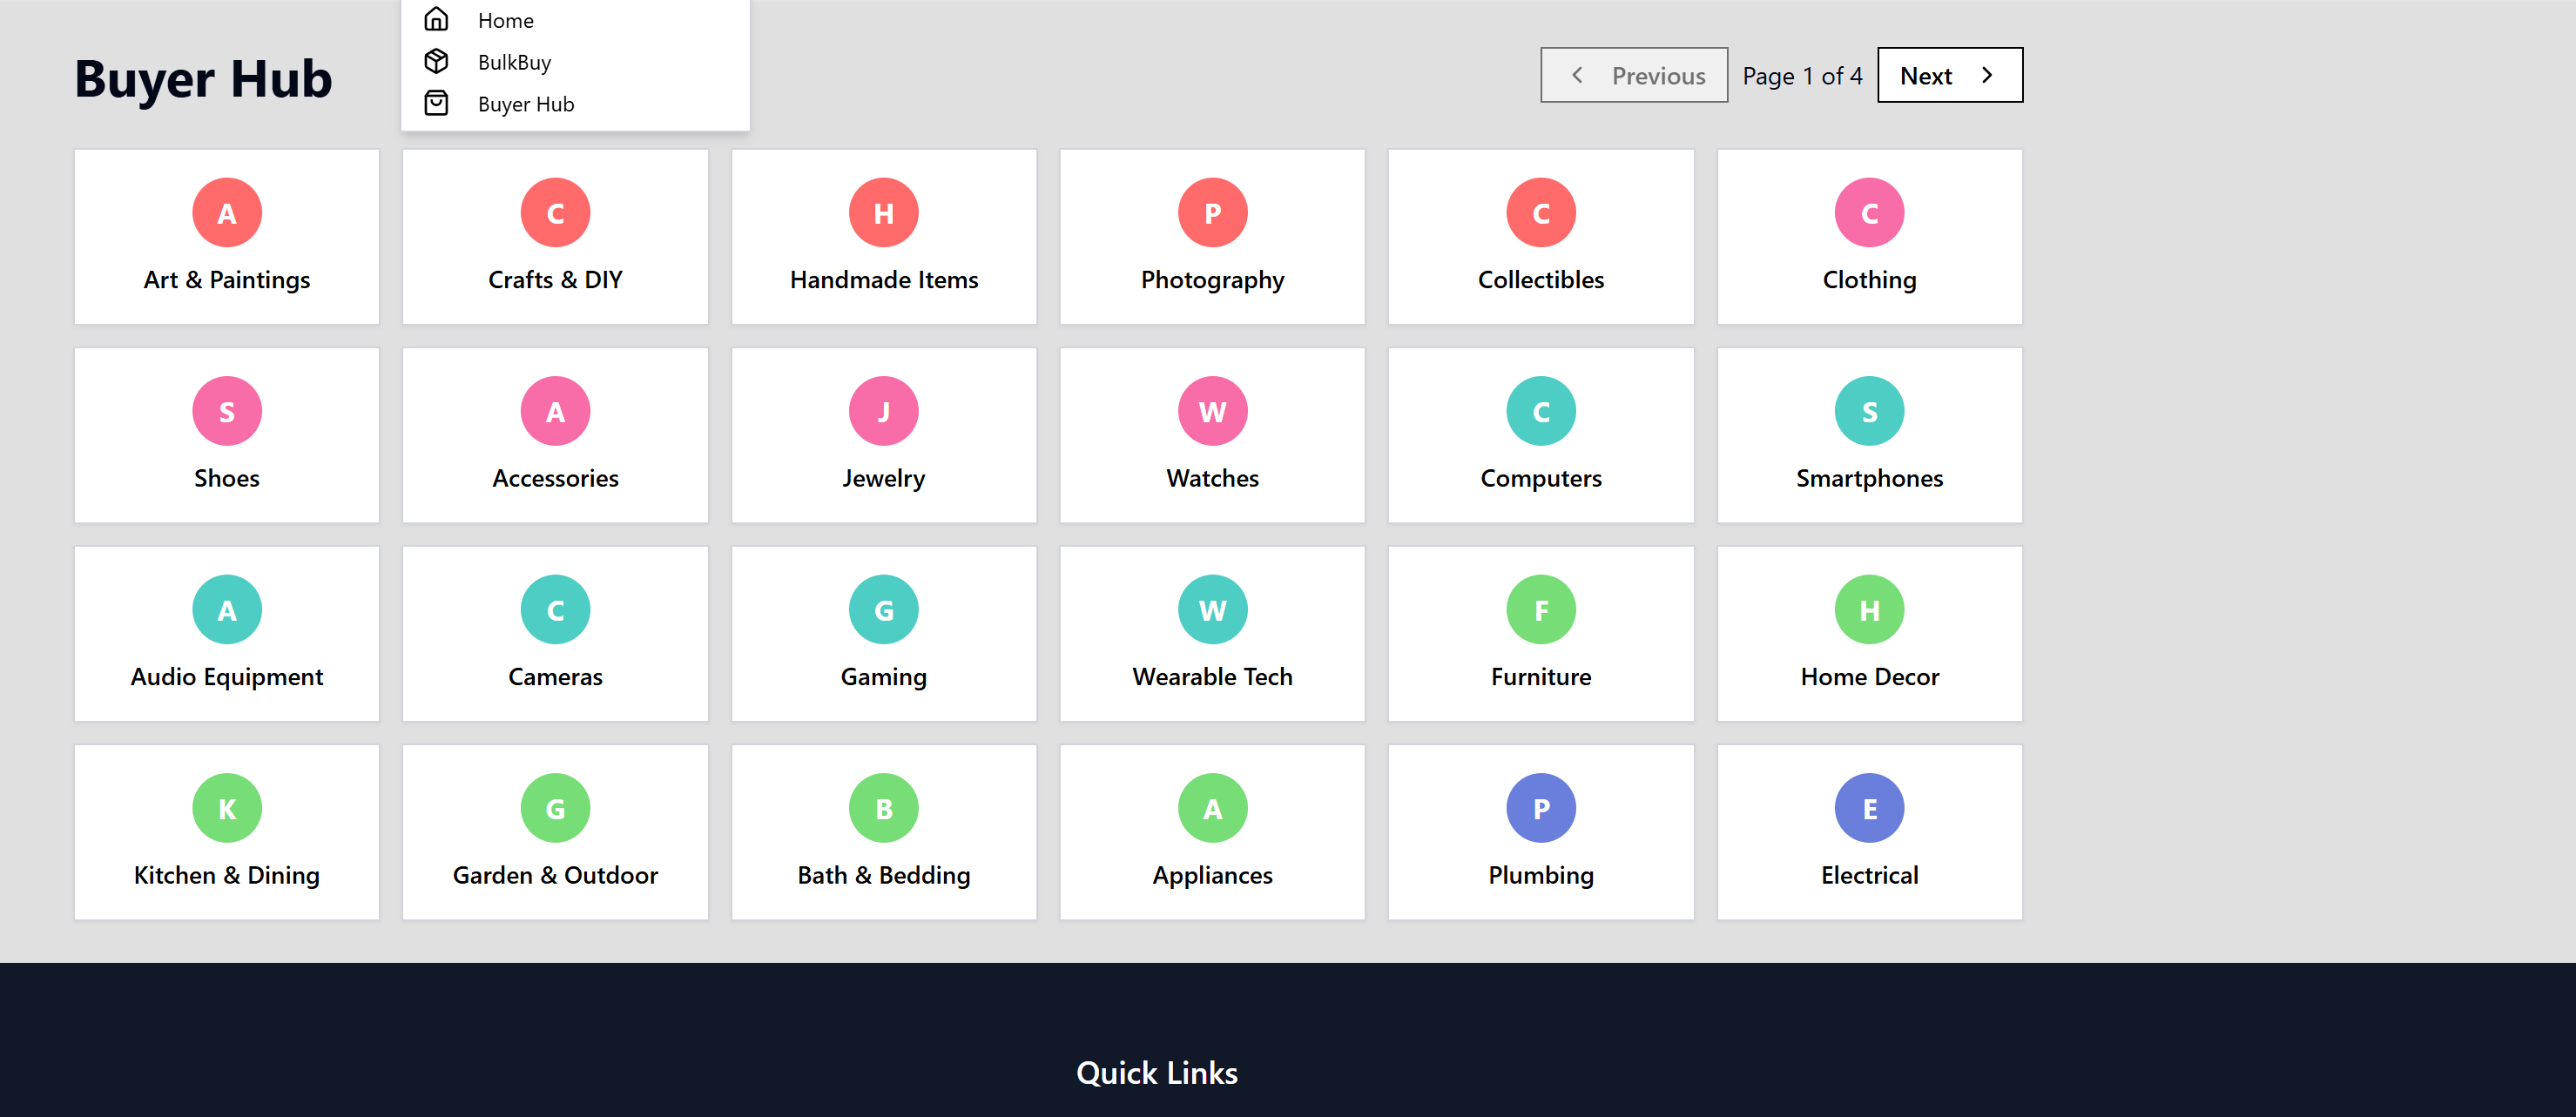 Home
BulkBuy
Buyer Hub
Buyer Hub
Previous
Page 1 of 4
Next
A
C
H
P
C
C
Art & Paintings
Crafts & DIY
Handmade Items
Photography
Collectibles
Clothing
S
A
J
W
C
S
Shoes
Accessories
Jewelry
Watches
Computers
Smartphones
A
C
G
W
F
H
Audio Equipment
Cameras
Gaming
Wearable Tech
Furniture
Home Decor
K
G
B
A
P
E
Kitchen & Dining
Garden & Outdoor
Bath & Bedding
Appliances
Plumbing
Electrical
Quick Links